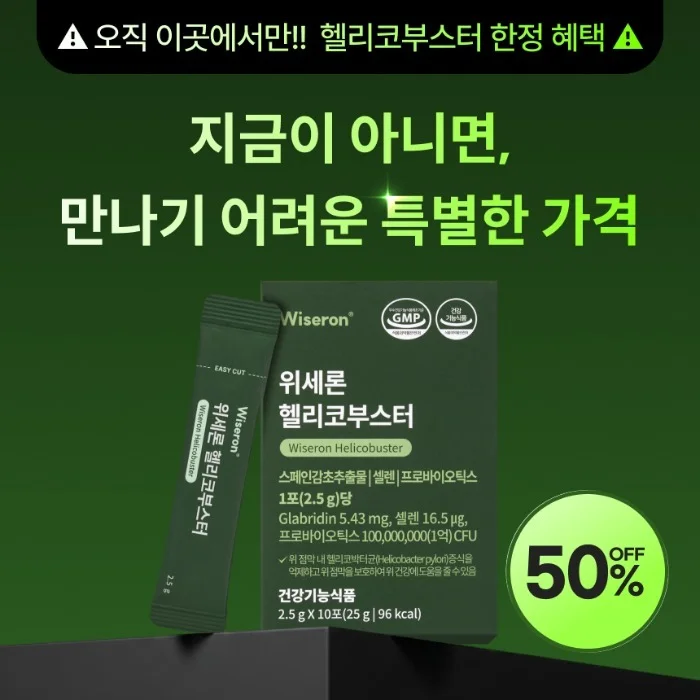 오직 이곳에서만!! 헬리코부스터 한정 혜택
지금이 아니면,
만나기 어려운 특별한 가격
Wiseron®
GMP
건강
기능식품
위세론
헬리코부스터
Wiseron Helicobuster
스페인감초추출물 | 셀렌 | 프로바이오틱스
1포(2.5 g)당
Glabridin 5.43 mg, 셀렌 16.5 μg,
프로바이오틱스 100,000,000(1억) CFU
✓ 위 점막 내 헬리코박터균(Helicobacter pylori)증식을
억제하고 위 점막을 보호하여 위 건강에 도움을 줄 수 있음
건강기능식품
2.5 g X 10포(25 g | 96 kcal)
EASY CUT
Wiseron®
위세론 헬리코부스터
Wiseron Helicobuster
2.5 g
50%
OFF